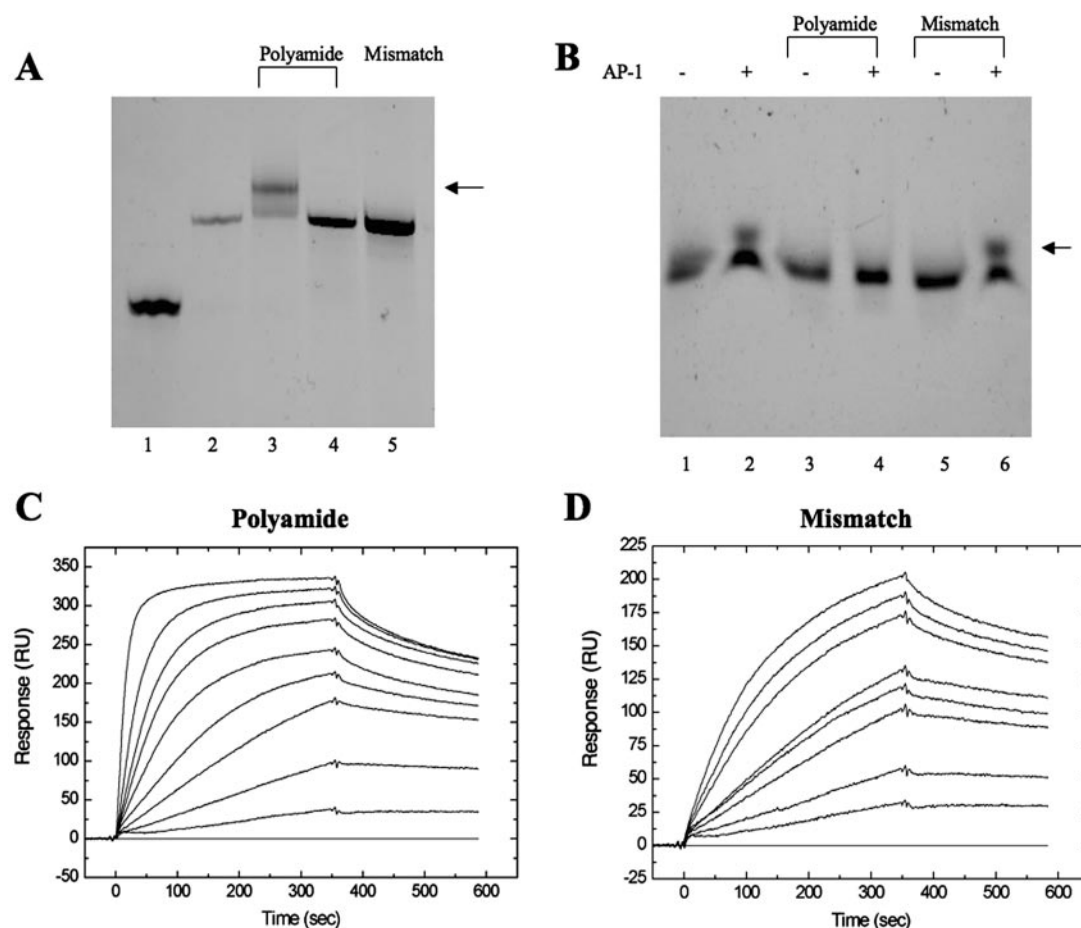 A
Polyamide Mismatch
1 2 3 4 5
B
Polyamide Mismatch
AP-1 - + - + - +
1 2 3 4 5 6
C
Polyamide
Response (RU)
350
300
250
200
150
100
50
0
-50
0 100 200 300 400 500 600
Time (sec)
D
Mismatch
Response (RU)
225
200
175
150
125
100
75
50
25
0
-25
0 100 200 300 400 500 600
Time (sec)